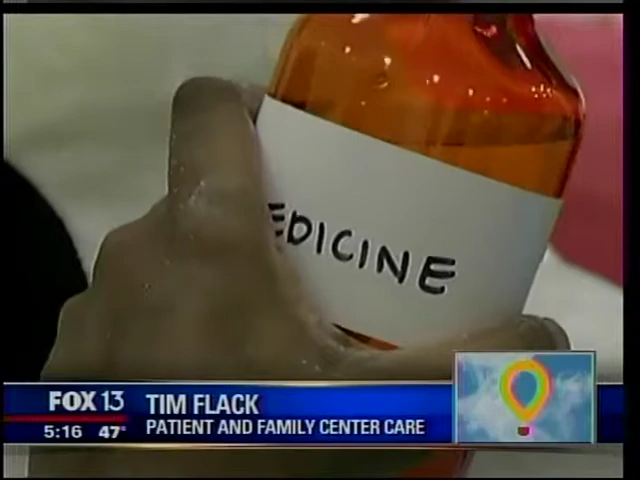 EDICINE
FOX 13
5:16 47°
TIM FLACK
PATIENT AND FAMILY CENTER CARE